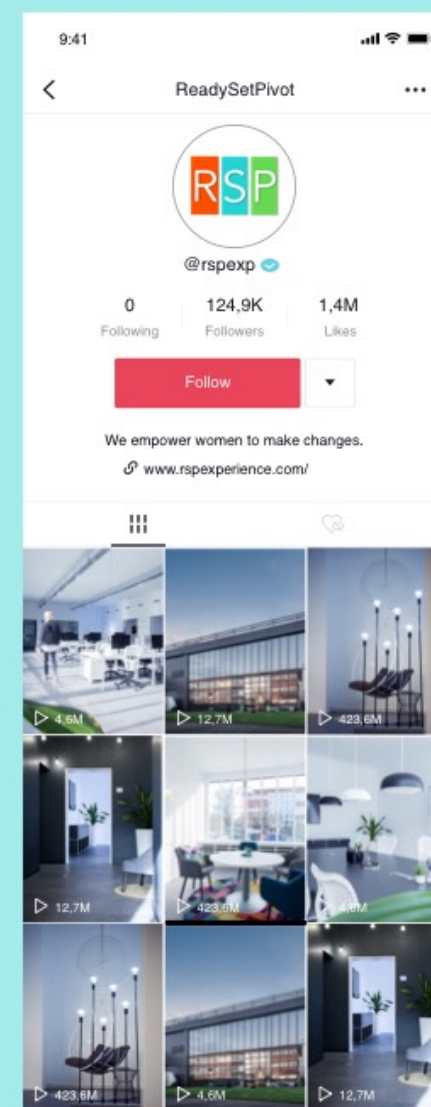 9:41
ReadySetPivot
RSP
@rspexp
0 124,9K 1,4M
Following Followers Likes
Follow
We empower women to make changes.
www.rspexperience.com/
4,6M 12,7M 423,6M
12,7M 423,6M 4,6M
423,6M 4,6M 12,7M